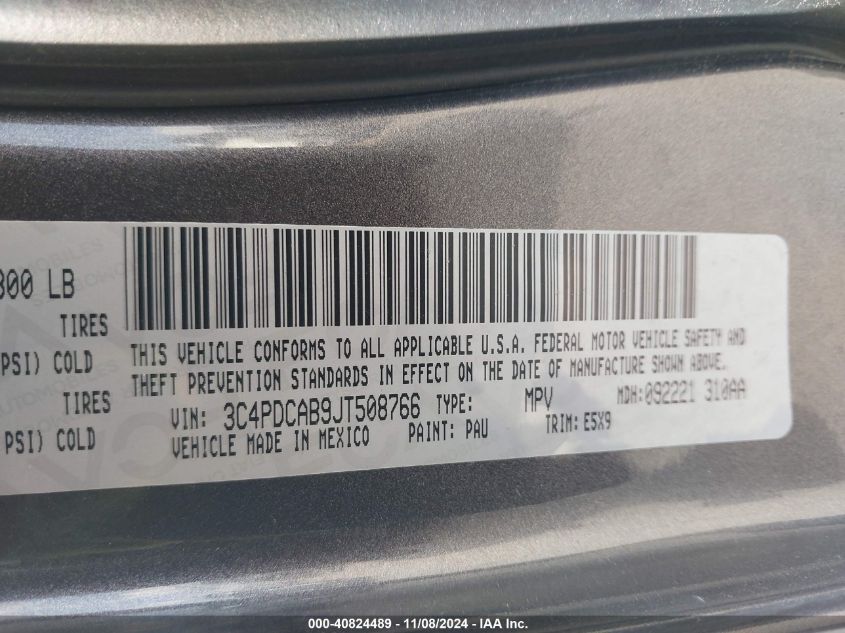 800 LB
TIRES
PSI) COLD
TIRES
PSI) COLD
THIS VEHICLE CONFORMS TO ALL APPLICABLE U.S.A. FEDERAL MOTOR VEHICLE SAFETY AND
THEFT PREVENTION STANDARDS IN EFFECT ON THE DATE OF MANUFACTURE SHOWN ABOVE.
VIN: 3C4PDCAB9JT508766 TYPE: MPV MDH:092221 310AA
VEHICLE MADE IN MEXICO PAINT: PAU TRIM: E5X9
000-40824489 | 11/08/2024 - IAA Inc.